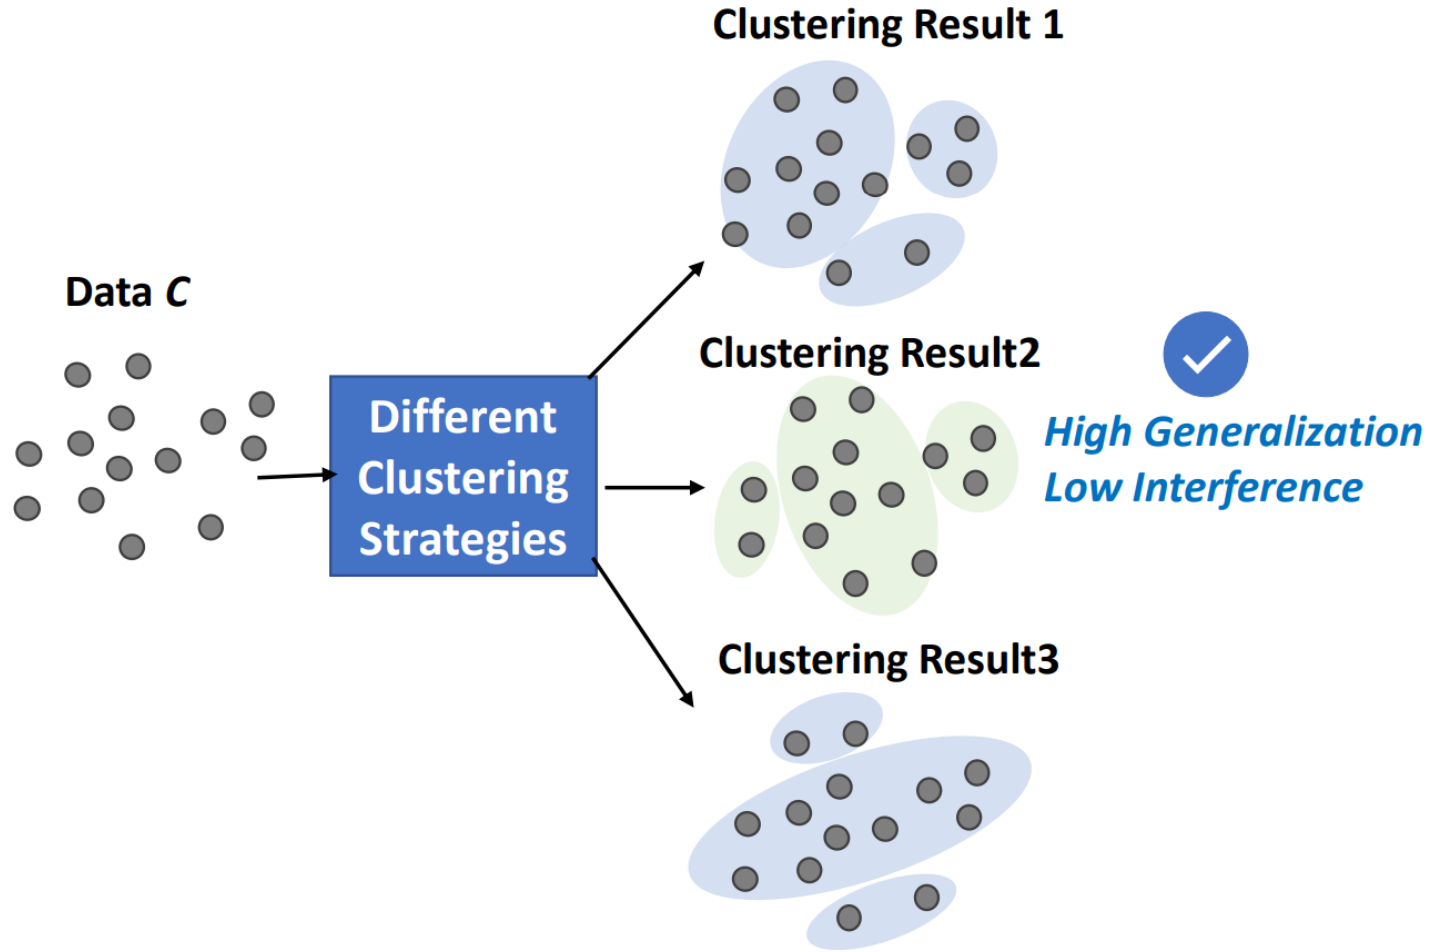 Clustering Result 1
Data C
Different
Clustering
Strategies
Clustering Result2
High Generalization
Low Interference
Clustering Result3